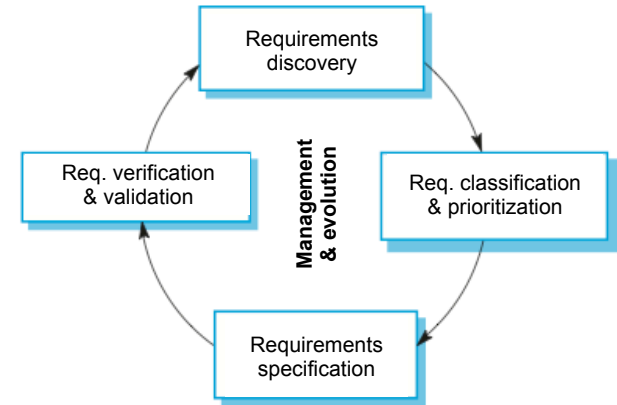 Requirements
discovery
Req. classification
& prioritization
Requirements
specification
Req. verification
& validation
Management
& evolution